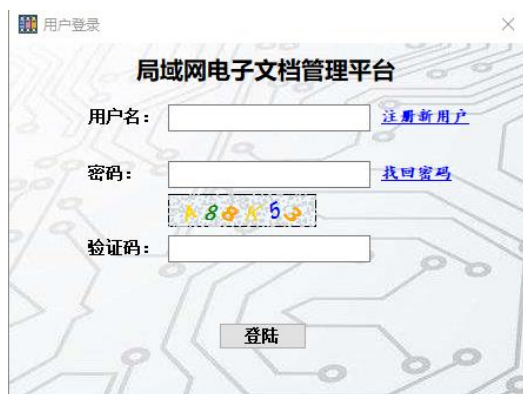 用户登录
局域网电子文档管理平台
用户名： 注册新用户
密码： 找回密码
A88K53
验证码：
登陆